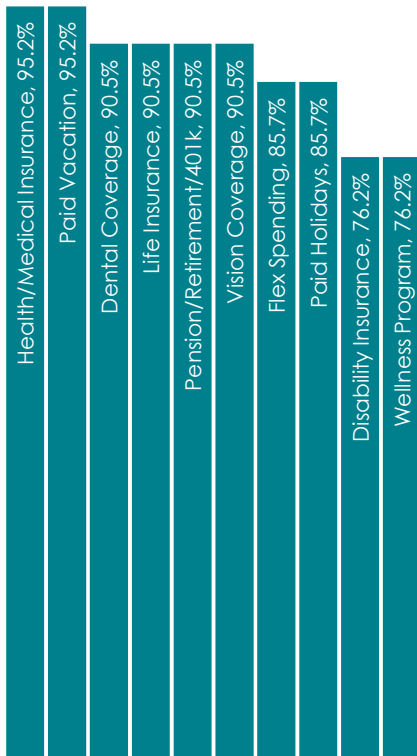 Health/Medical Insurance, 95.2%
Paid Vacation, 95.2%
Dental Coverage, 90.5%
Life Insurance, 90.5%
Pension/Retirement/401k, 90.5%
Vision Coverage, 90.5%
Flex Spending, 85.7%
Paid Holidays, 85.7%
Disability Insurance, 76.2%
Wellness Program, 76.2%